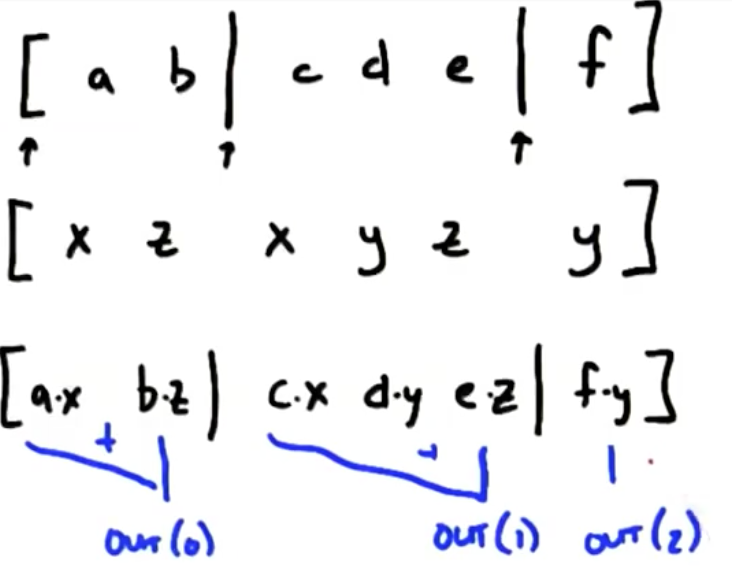 [ a b | c d e | f ]
↑ ↑ ↑
[ x z x y z y ]
[ a·x b·z | c·x d·y e·z | f·y ]
+ +
OUT(0) OUT(1) OUT(2)